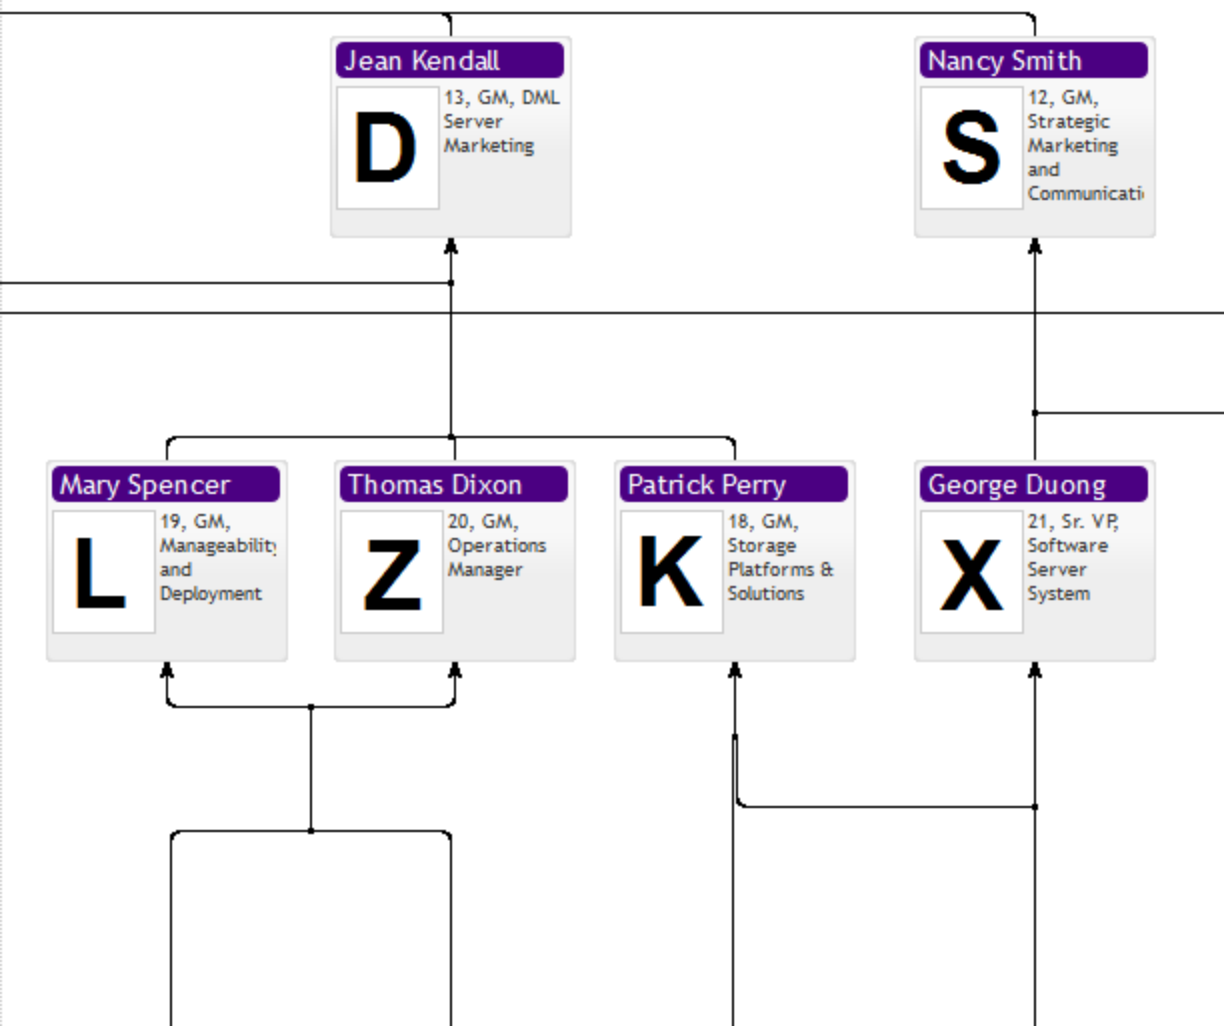 Jean Kendall
D
13, GM, DML
Server
Marketing
Nancy Smith
S
12, GM,
Strategic
Marketing
and
Communicati
Mary Spencer
L
19, GM,
Manageability
and
Deployment
Thomas Dixon
Z
20, GM,
Operations
Manager
Patrick Perry
K
18, GM,
Storage
Platforms &
Solutions
George Duong
X
21, Sr. VP,
Software
Server
System